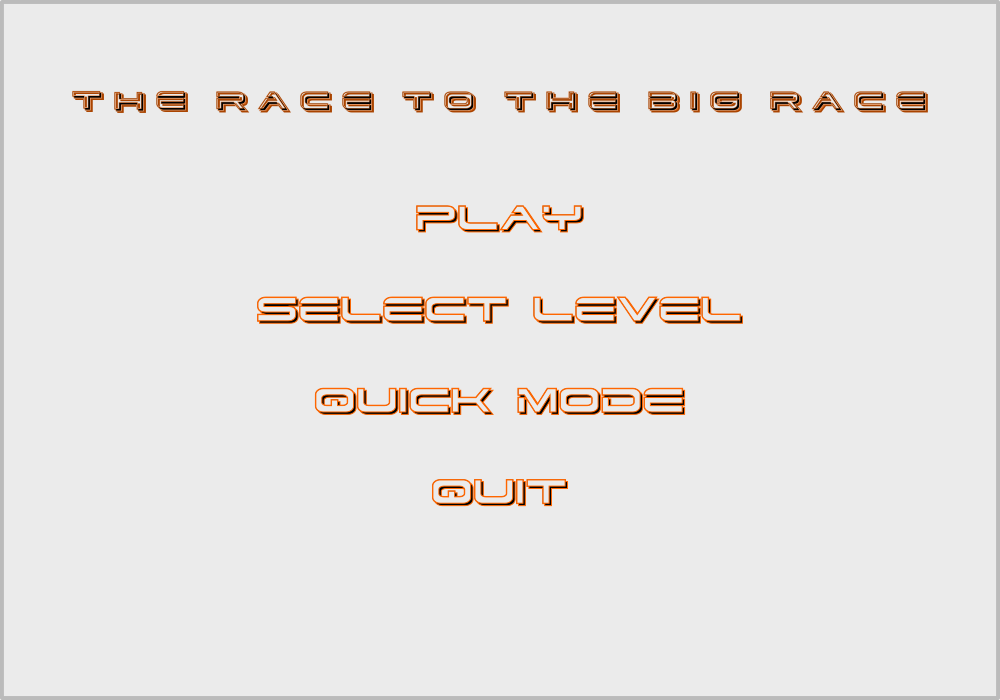 THE RACE TO THE BIG RACE
PLAY
SELECT LEVEL
QUICK MODE
QUIT